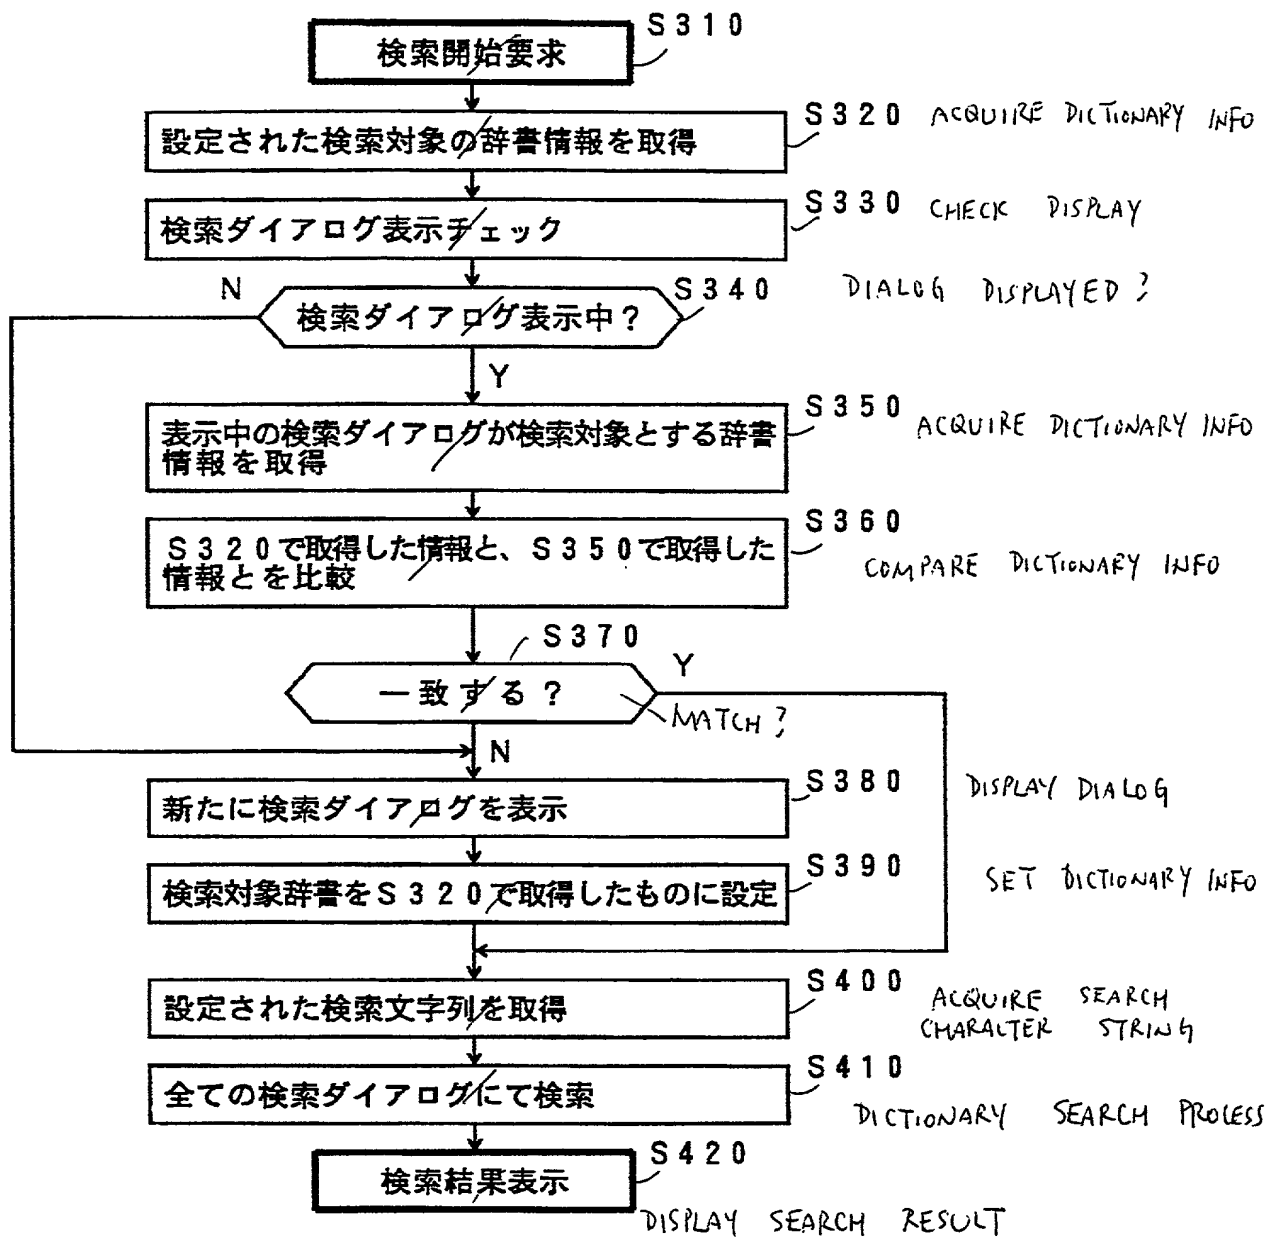 検索開始要求
S310
設定された検索対象の辞書情報を取得
S320 ACQUIRE DICTIONARY INFO
検索ダイアログ表示チェック
S330 CHECK DISPLAY
N
検索ダイアログ表示中?
S340 DIALOG DISPLAYED?
Y
表示中の検索ダイアログが検索対象とする辞書
情報を取得
S350 ACQUIRE DICTIONARY INFO
S320で取得した情報と、S350で取得した
情報とを比較
S360
COMPARE DICTIONARY INFO
S370
一致する?
Y
MATCH?
N
新たに検索ダイアログを表示
S380 DISPLAY DIALOG
検索対象辞書をS320で取得したものに設定
S390 SET DICTIONARY INFO
設定された検索文字列を取得
S400 ACQUIRE SEARCH
CHARACTER STRING
全ての検索ダイアログにて検索
S410
DICTIONARY SEARCH PROCESS
検索結果表示
S420
DISPLAY SEARCH RESULT